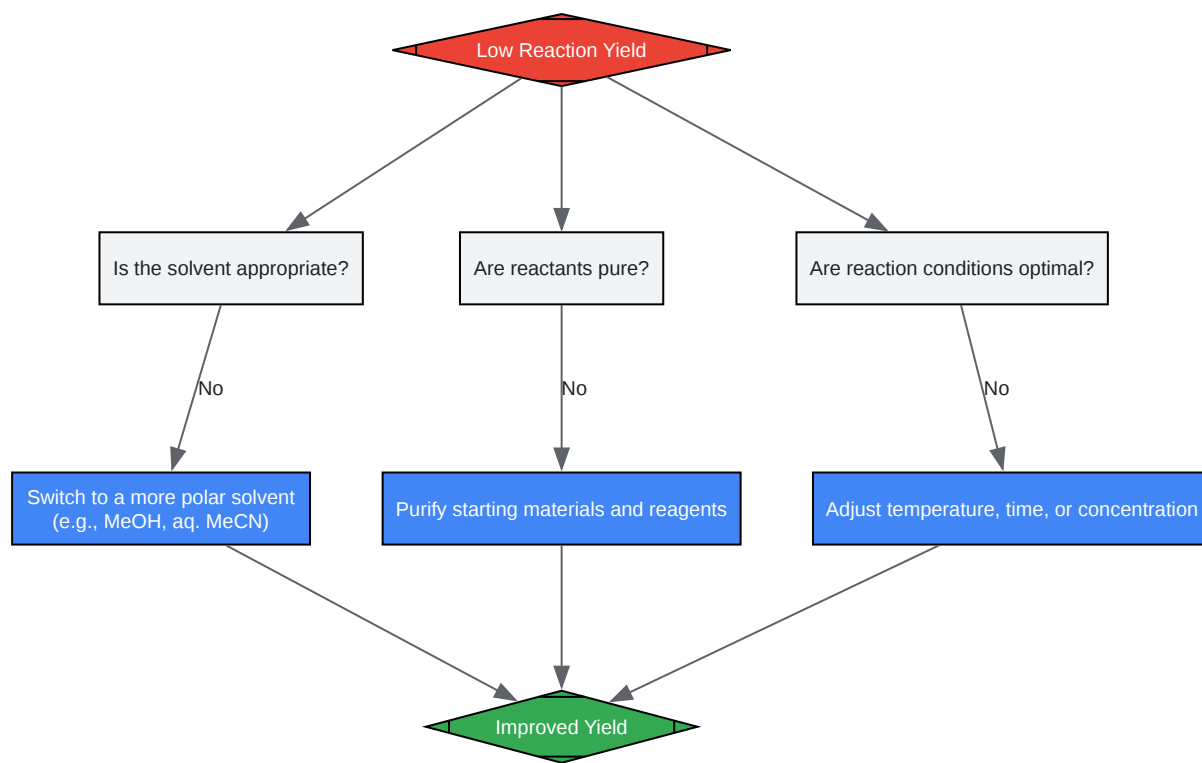 Low Reaction Yield
Is the solvent appropriate?
Are reactants pure?
Are reaction conditions optimal?
No
No
No
Switch to a more polar solvent
(e.g., MeOH, aq. MeCN)
Purify starting materials and reagents
Adjust temperature, time, or concentration
Improved Yield